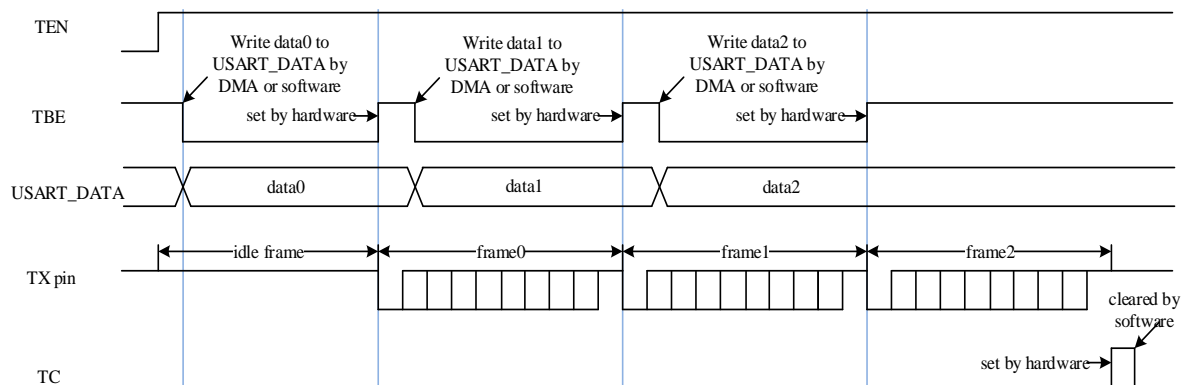 TEN
Write data0 to
USART_DATA by
DMA or software
Write data1 to
USART_DATA by
DMA or software
Write data2 to
USART_DATA by
DMA or software
TBE
set by hardware
set by hardware
set by hardware
USART_DATA
data0
data1
data2
idle frame
frame0
frame1
frame2
TX pin
cleared by
software
set by hardware
TC